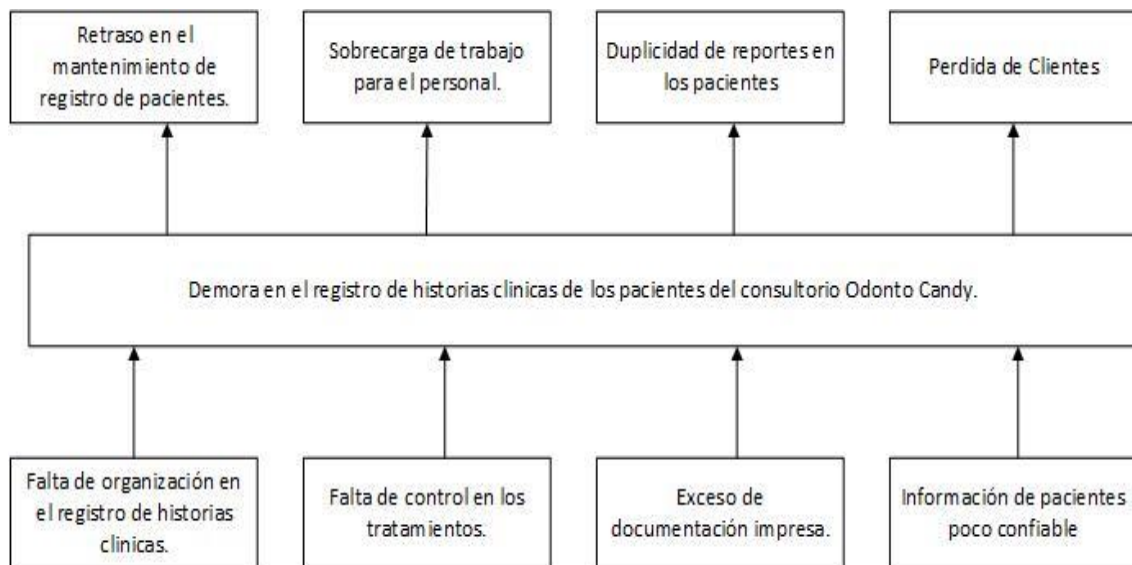 Retraso en el
mantenimiento de
registro de pacientes.
Sobrecarga de trabajo
para el personal.
Duplicidad de reportes en
los pacientes
Perdida de Clientes
Demora en el registro de historias clinicas de los pacientes del consultorio Odonto Candy.
Falta de organización en
el registro de historias
clinicas.
Falta de control en los
tratamientos.
Exceso de
documentación impresa.
Información de pacientes
poco confiable